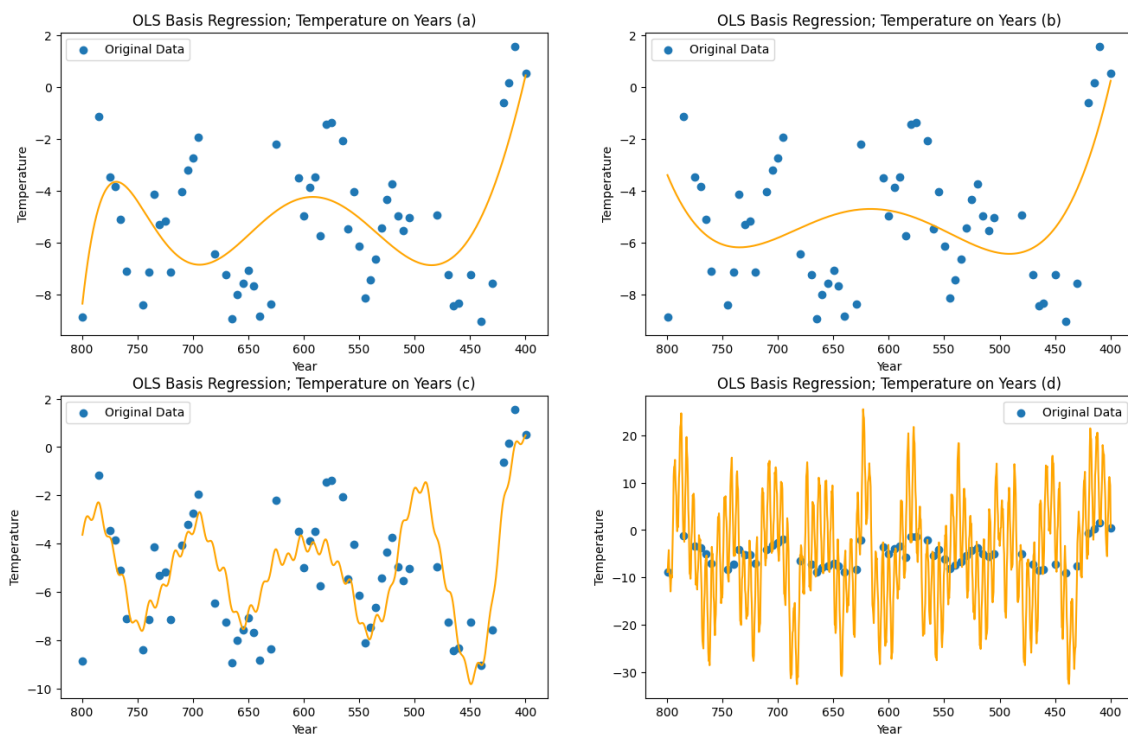 OLS Basis Regression; Temperature on Years (a)
Original Data
2
0
−2
−4
−6
−8
Temperature
800 750 700 650 600 550 500 450 400
Year
OLS Basis Regression; Temperature on Years (b)
Original Data
2
0
−2
−4
−6
−8
Temperature
800 750 700 650 600 550 500 450 400
Year
OLS Basis Regression; Temperature on Years (c)
Original Data
2
0
−2
−4
−6
−8
−10
Temperature
800 750 700 650 600 550 500 450 400
Year
OLS Basis Regression; Temperature on Years (d)
Original Data
20
10
0
−10
−20
−30
Temperature
800 750 700 650 600 550 500 450 400
Year